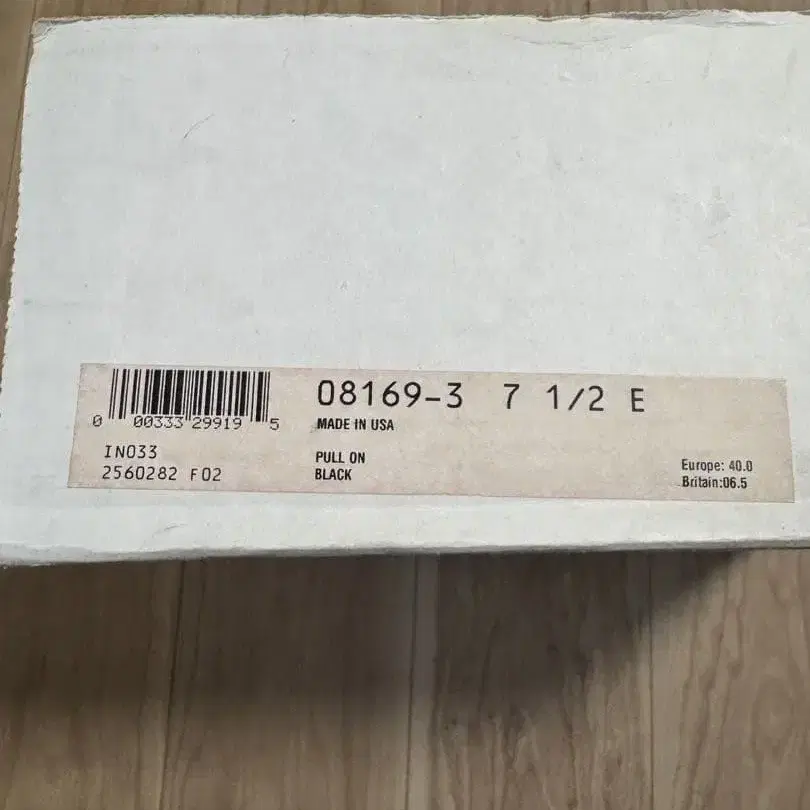 08169-3 7 1/2 E
0 00333 29919 5
MADE IN USA
IN033
2560282 F02
PULL ON
BLACK
Europe: 40.0
Britain:06.5